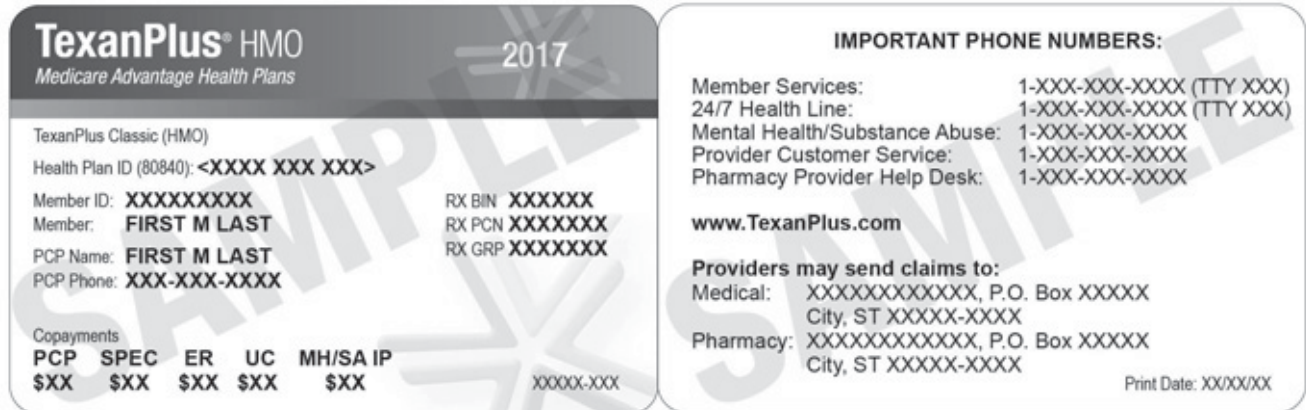 TexanPlus® HMO
Medicare Advantage Health Plans
2017
TexanPlus Classic (HMO)
Health Plan ID (80840): <XXXX XXX XXX>
Member ID: XXXXXXXXX
Member: FIRST M LAST
PCP Name: FIRST M LAST
PCP Phone: XXX-XXX-XXXX
RX BIN XXXXXX
RX PCN XXXXXXX
RX GRP XXXXXXX
Copayments
PCP SPEC ER UC MH/SA IP
$XX $XX $XX $XX $XX
XXXXX-XXX
SAMPLE
IMPORTANT PHONE NUMBERS:
Member Services: 1-XXX-XXX-XXXX (TTY XXX)
24/7 Health Line: 1-XXX-XXX-XXXX (TTY XXX)
Mental Health/Substance Abuse: 1-XXX-XXX-XXXX
Provider Customer Service: 1-XXX-XXX-XXXX
Pharmacy Provider Help Desk: 1-XXX-XXX-XXXX
www.TexanPlus.com
Providers may send claims to:
Medical: XXXXXXXXXXXX, P.O. Box XXXXX
City, ST XXXXX-XXXX
Pharmacy: XXXXXXXXXXXX, P.O. Box XXXXX
City, ST XXXXX-XXXX
Print Date: XX/XX/XX
SAMPLE